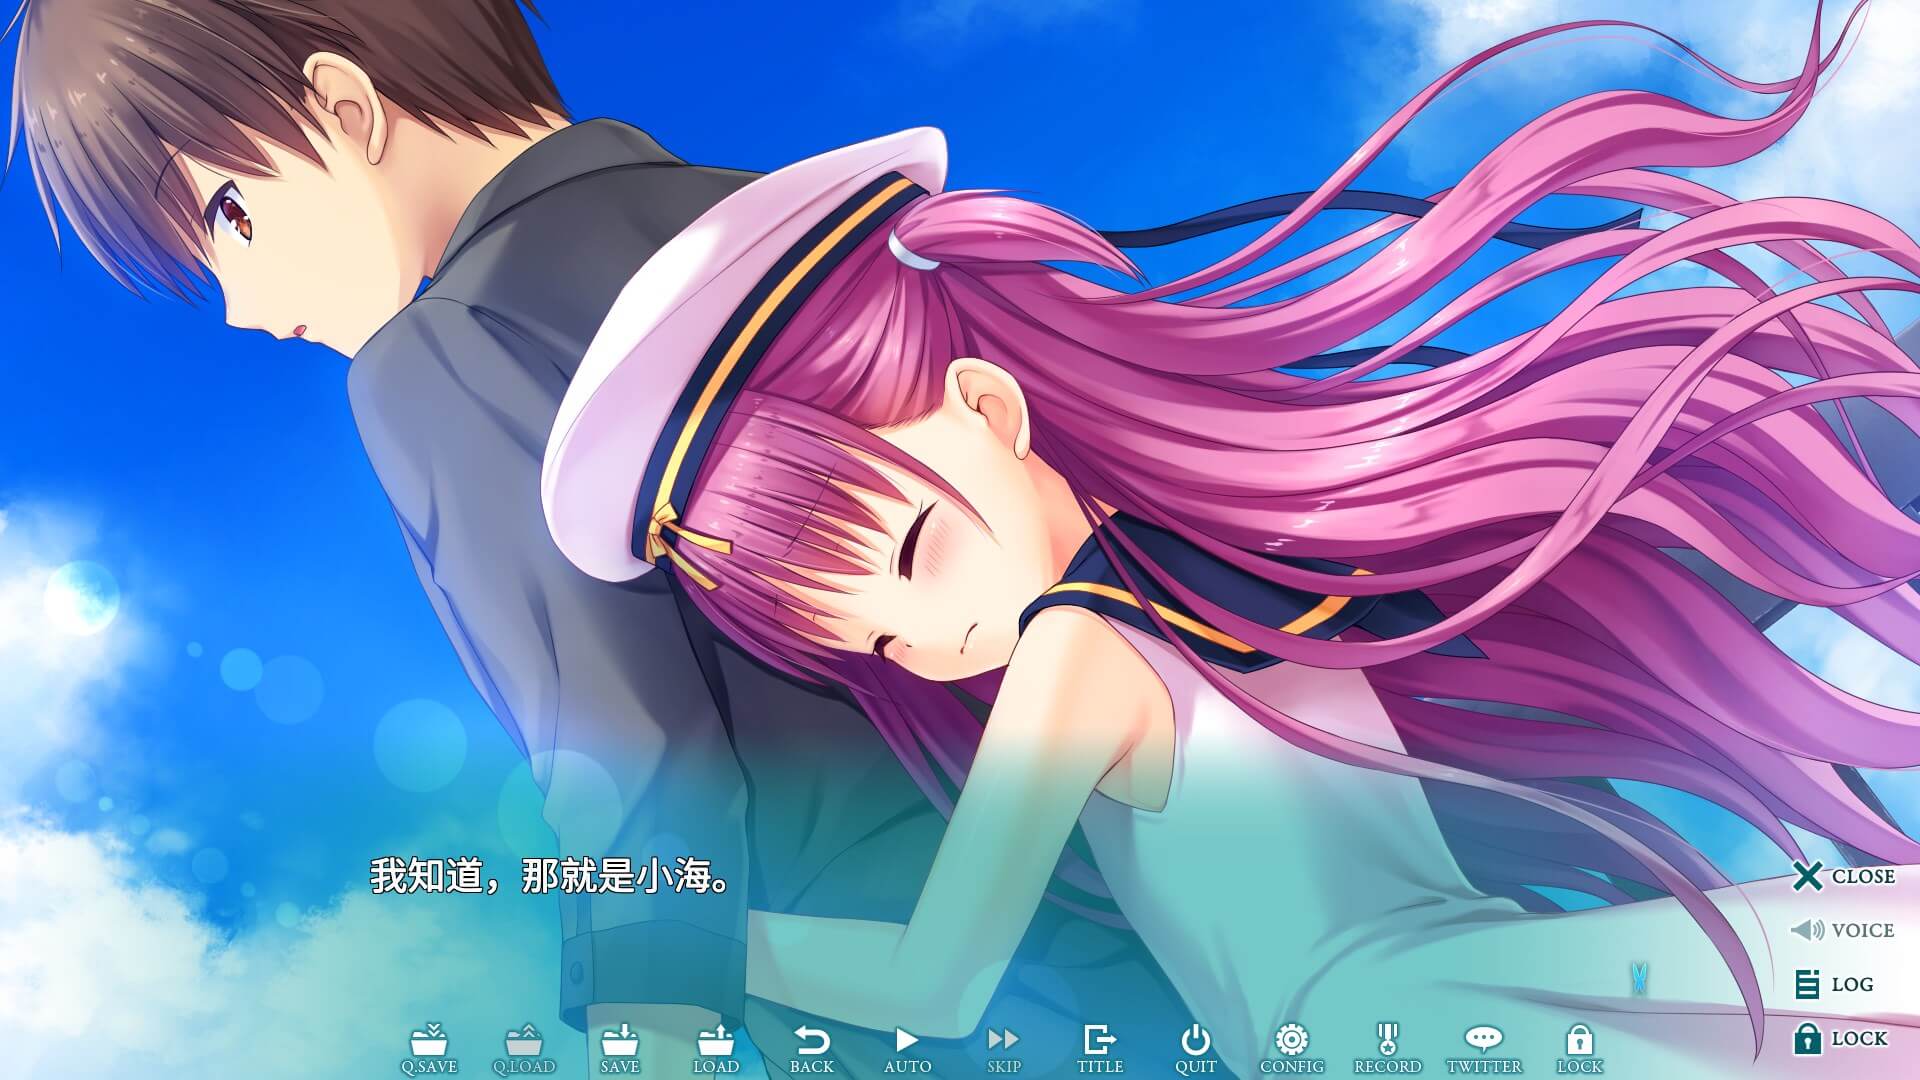 我知道，那就是小海。
CLOSE
VOICE
LOG
LOCK
Q.SAVE Q.LOAD SAVE LOAD BACK AUTO SKIP TITLE QUIT CONFIG RECORD TWITTER LOCK